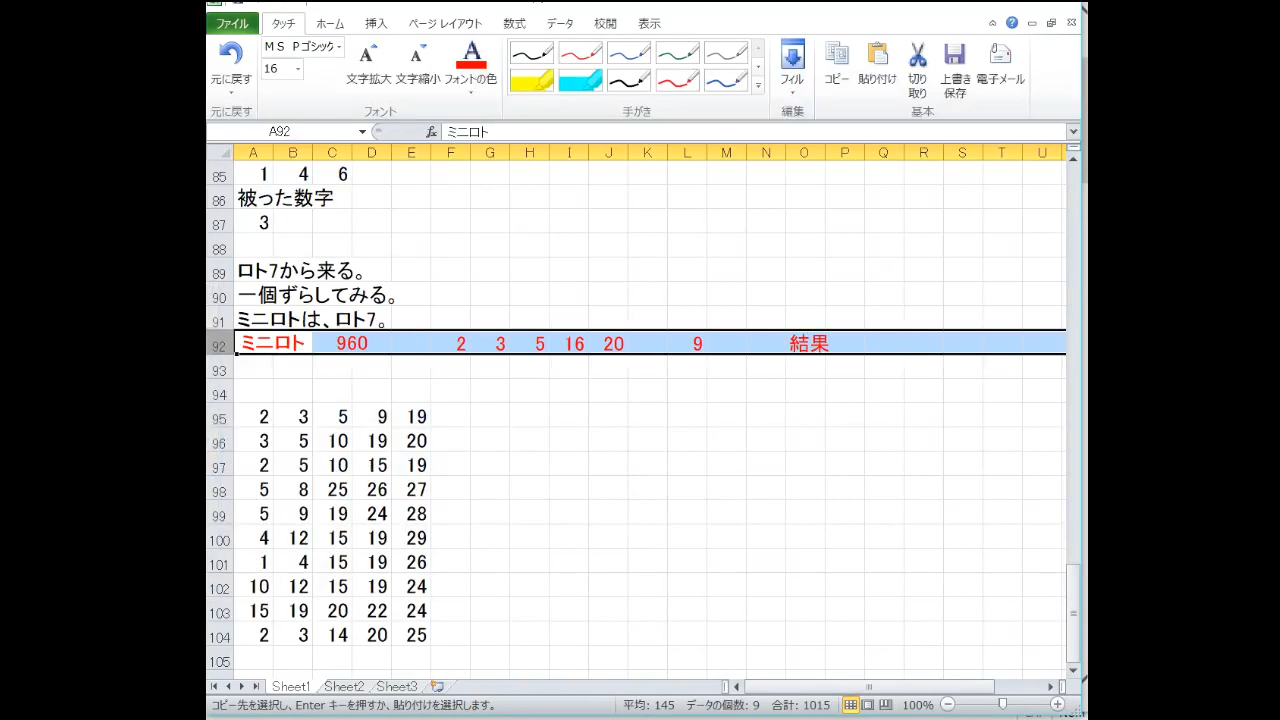 ファイル タッチ ホーム 挿入 ページ レイアウト 数式 データ 校閲 表示
元に戻す MS Pゴシック 16 文字拡大 文字縮小 フォントの色 フィル コピー 貼り付け 切り取り 上書き保存 電子メール
元に戻す フォント 手がき 編集 基本
A92 fx ミニロト
A B C D E F G H I J K L M N O P Q R S T U
85 1 4 6
86 被った数字
87 3
88
89 ロト7から来る。
90 一個ずらしてみる。
91 ミニロトは、ロト7。
92 ミニロト 960 2 3 5 16 20 9 結果
93
94
95 2 3 5 9 19
96 3 5 10 19 20
97 2 5 10 15 19
98 5 8 25 26 27
99 5 9 19 24 28
100 4 12 15 19 29
101 1 4 15 19 26
102 10 12 15 19 24
103 15 19 20 22 24
104 2 3 14 20 25
105
Sheet1 Sheet2 Sheet3
コピー先を選択し、Enter キーを押すか、貼り付けを選択します。 平均: 145 データの個数: 9 合計: 1015 100%